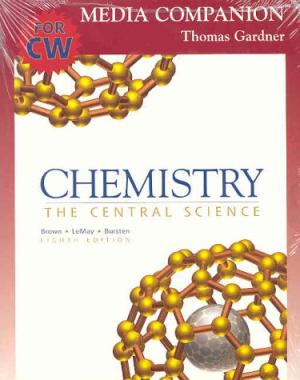 MEDIA COMPANION
Thomas Gardner
FOR
CW
CHEMISTRY
THE CENTRAL SCIENCE
Brown • LeMay • Bursten
EIGHTH EDITION